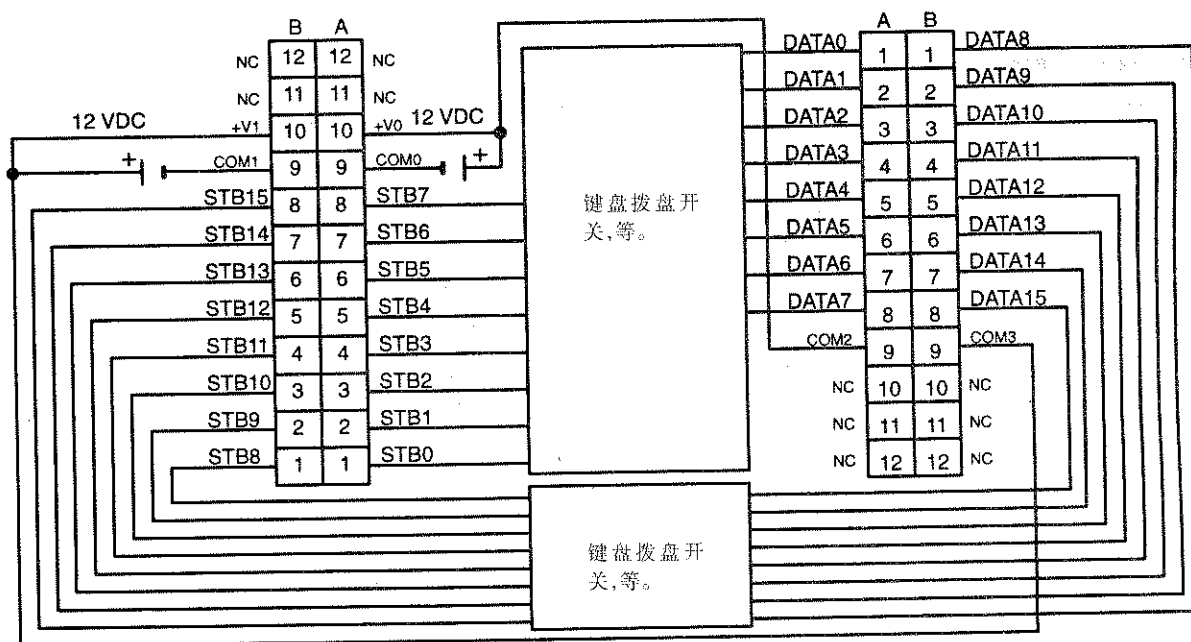 B A
A B
NC 12 12 NC
DATA0 1 1 DATA8
NC 11 11 NC
DATA1 2 2 DATA9
12 VDC +V1 10 10 +V0 12 VDC
DATA2 3 3 DATA10
+ COM1 9 9 COM0 +
DATA3 4 4 DATA11
STB15 8 8 STB7
DATA4 5 5 DATA12
STB14 7 7 STB6
DATA5 6 6 DATA13
STB13 6 6 STB5
DATA6 7 7 DATA14
STB12 5 5 STB4
DATA7 8 8 DATA15
STB11 4 4 STB3
COM2 9 9 COM3
STB10 3 3 STB2
NC 10 10 NC
STB9 2 2 STB1
NC 11 11 NC
STB8 1 1 STB0
NC 12 12 NC
键盘拨盘开
关,等。
键盘拨盘开
关,等。